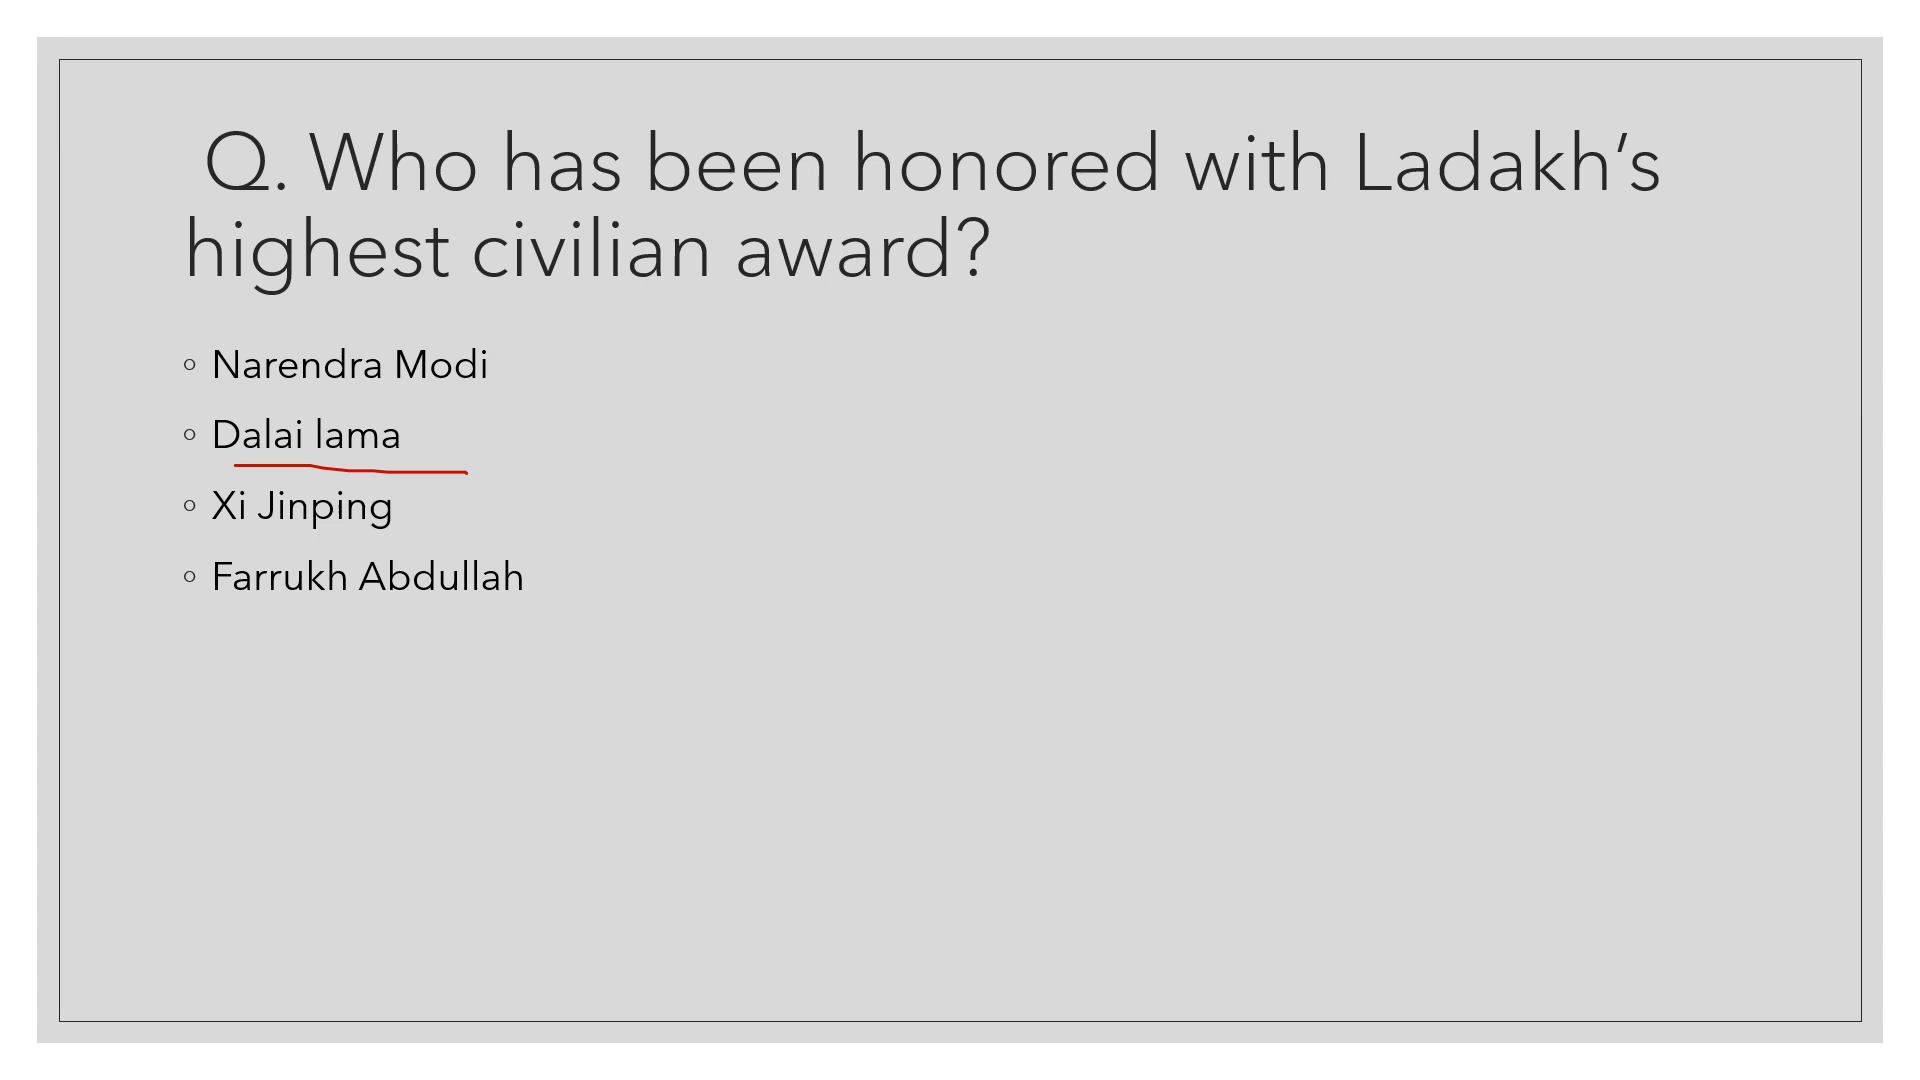 Q. Who has been honored with Ladakh’s
highest civilian award?
◦ Narendra Modi
◦ Dalai lama
◦ Xi Jinping
◦ Farrukh Abdullah